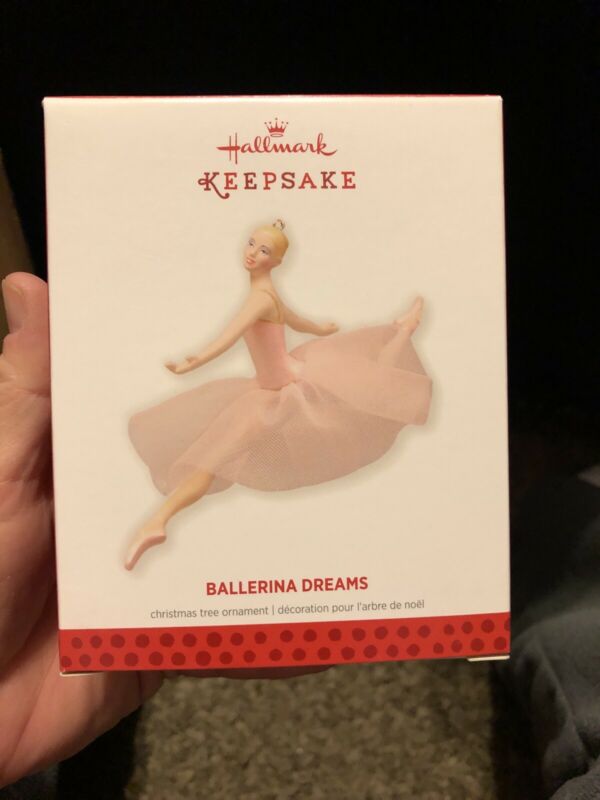 Hallmark
KEEPSAKE
BALLERINA DREAMS
christmas tree ornament | décoration pour l'arbre de noël